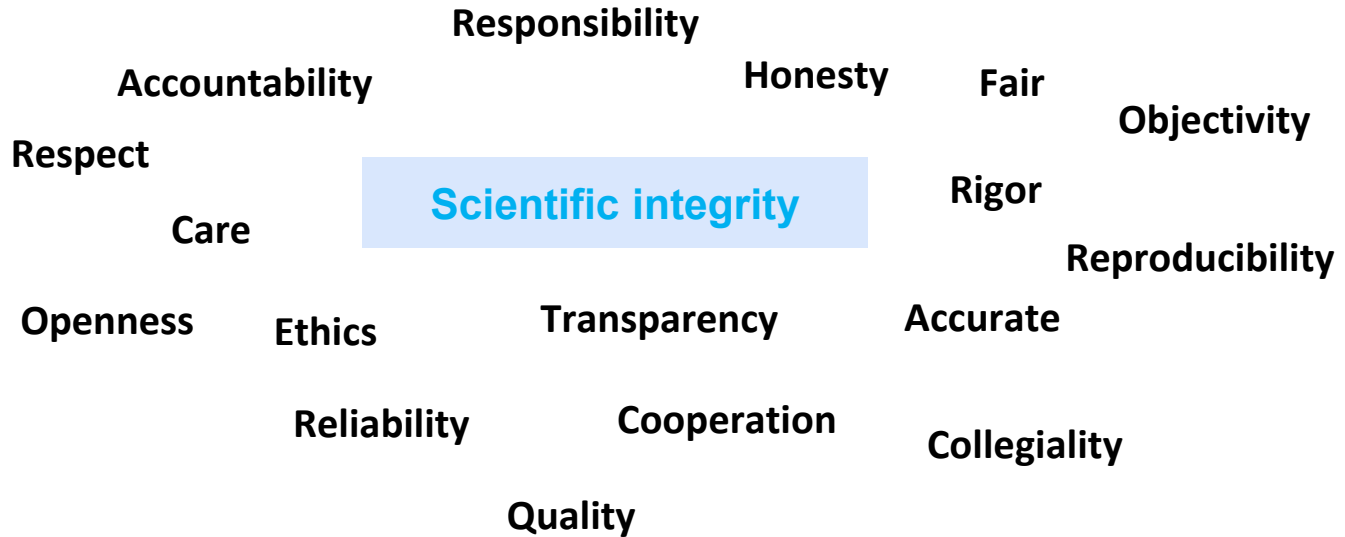 Responsibility
Accountability
Honesty
Fair
Objectivity
Respect
Scientific integrity
Rigor
Care
Reproducibility
Openness
Ethics
Transparency
Accurate
Reliability
Cooperation
Collegiality
Quality